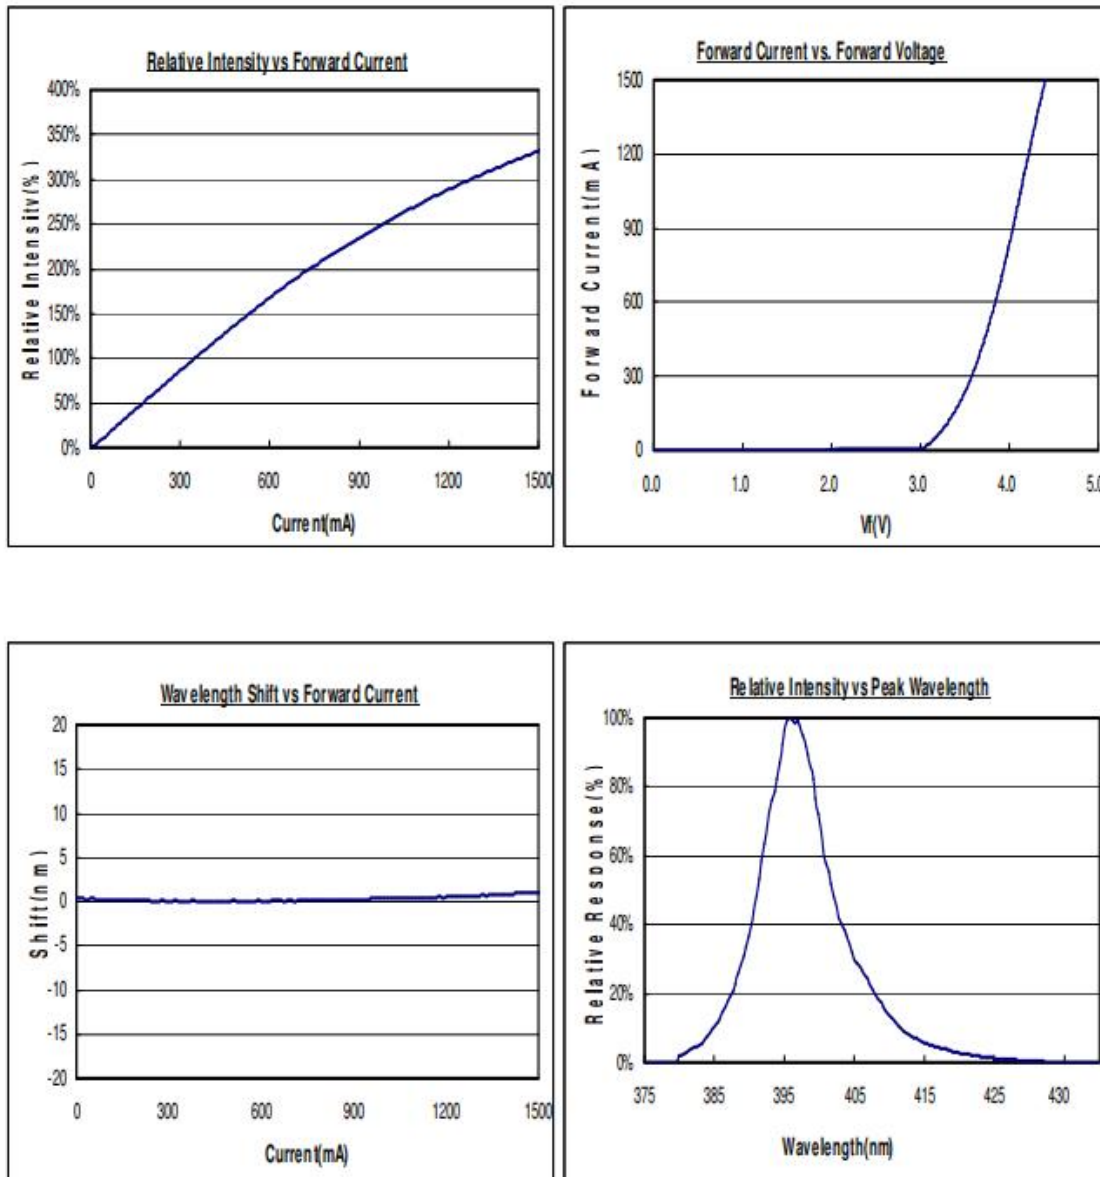 Relative Intensity vs Forward Current
400%
350%
300%
250%
200%
150%
100%
50%
0%
Relative Intensity(%)
0 300 600 900 1200 1500
Current(mA)
Forward Current vs. Forward Voltage
1500
1200
900
600
300
0
Forward Current(mA)
0.0 1.0 2.0 3.0 4.0 5.0
Vf(V)
Wavelength Shift vs Forward Current
20
15
10
5
0
-5
-10
-15
-20
Shift(nm)
0 300 600 900 1200 1500
Current(mA)
Relative Intensity vs Peak Wavelength
100%
80%
60%
40%
20%
0%
Relative Response(%)
375 385 395 405 415 425 430
Wavelength(nm)